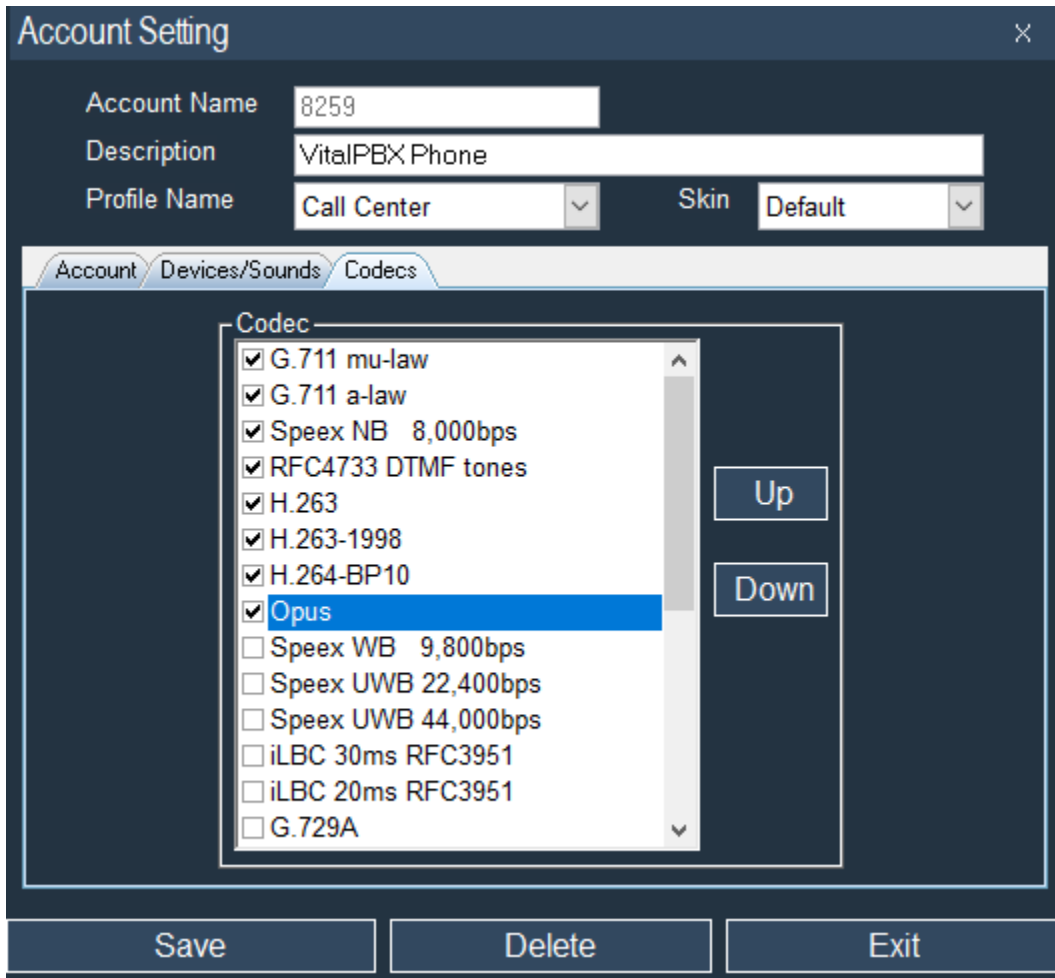 Account Setting
Account Name 8259
Description VitalPBX Phone
Profile Name Call Center Skin Default
Account Devices/Sounds Codecs
Codec
G.711 mu-law
G.711 a-law
Speex NB 8,000bps
RFC4733 DTMF tones
H.263
H.263-1998
H.264-BP10
Opus
Speex WB 9,800bps
Speex UWB 22,400bps
Speex UWB 44,000bps
iLBC 30ms RFC3951
iLBC 20ms RFC3951
G.729A
Up
Down
Save Delete Exit